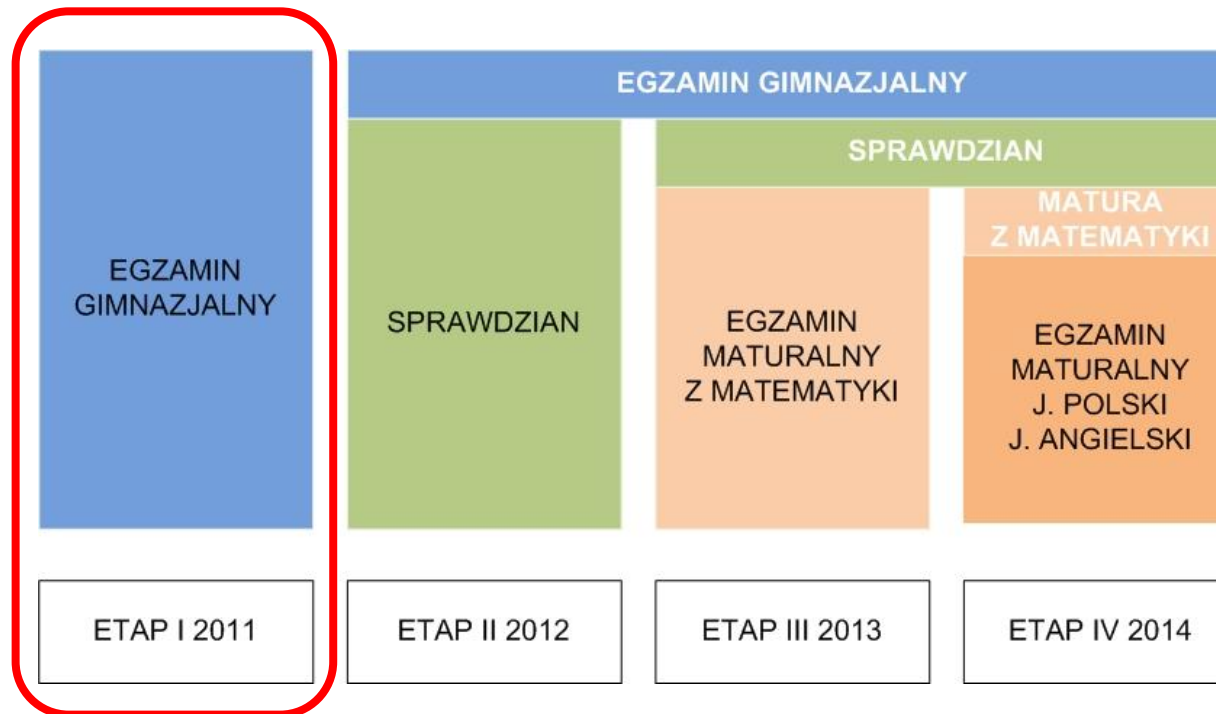 EGZAMIN GIMNAZJALNY
SPRAWDZIAN
MATURA
Z MATEMATYKI
EGZAMIN
GIMNAZJALNY
SPRAWDZIAN
EGZAMIN
MATURALNY
Z MATEMATYKI
EGZAMIN
MATURALNY
J. POLSKI
J. ANGIELSKI
ETAP I 2011
ETAP II 2012
ETAP III 2013
ETAP IV 2014